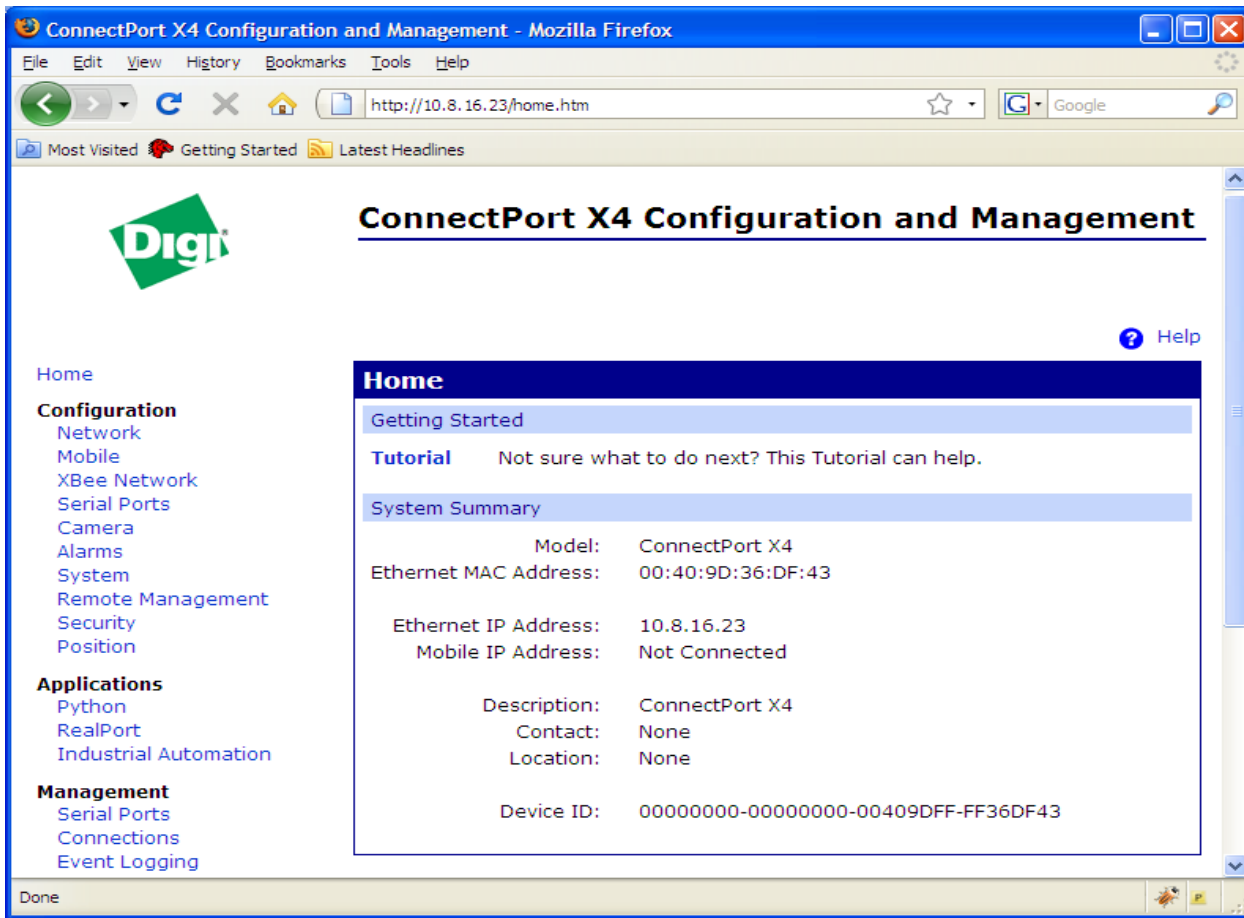 ConnectPort X4 Configuration and Management - Mozilla Firefox
File Edit View History Bookmarks Tools Help
http://10.8.16.23/home.htm
G Google
Most Visited Getting Started Latest Headlines
Digi
ConnectPort X4 Configuration and Management
? Help
Home
Configuration
Network
Mobile
XBee Network
Serial Ports
Camera
Alarms
System
Remote Management
Security
Position
Applications
Python
RealPort
Industrial Automation
Management
Serial Ports
Connections
Event Logging
Home
Getting Started
Tutorial Not sure what to do next? This Tutorial can help.
System Summary
Model: ConnectPort X4
Ethernet MAC Address: 00:40:9D:36:DF:43
Ethernet IP Address: 10.8.16.23
Mobile IP Address: Not Connected
Description: ConnectPort X4
Contact: None
Location: None
Device ID: 00000000-00000000-00409DFF-FF36DF43
Done
P